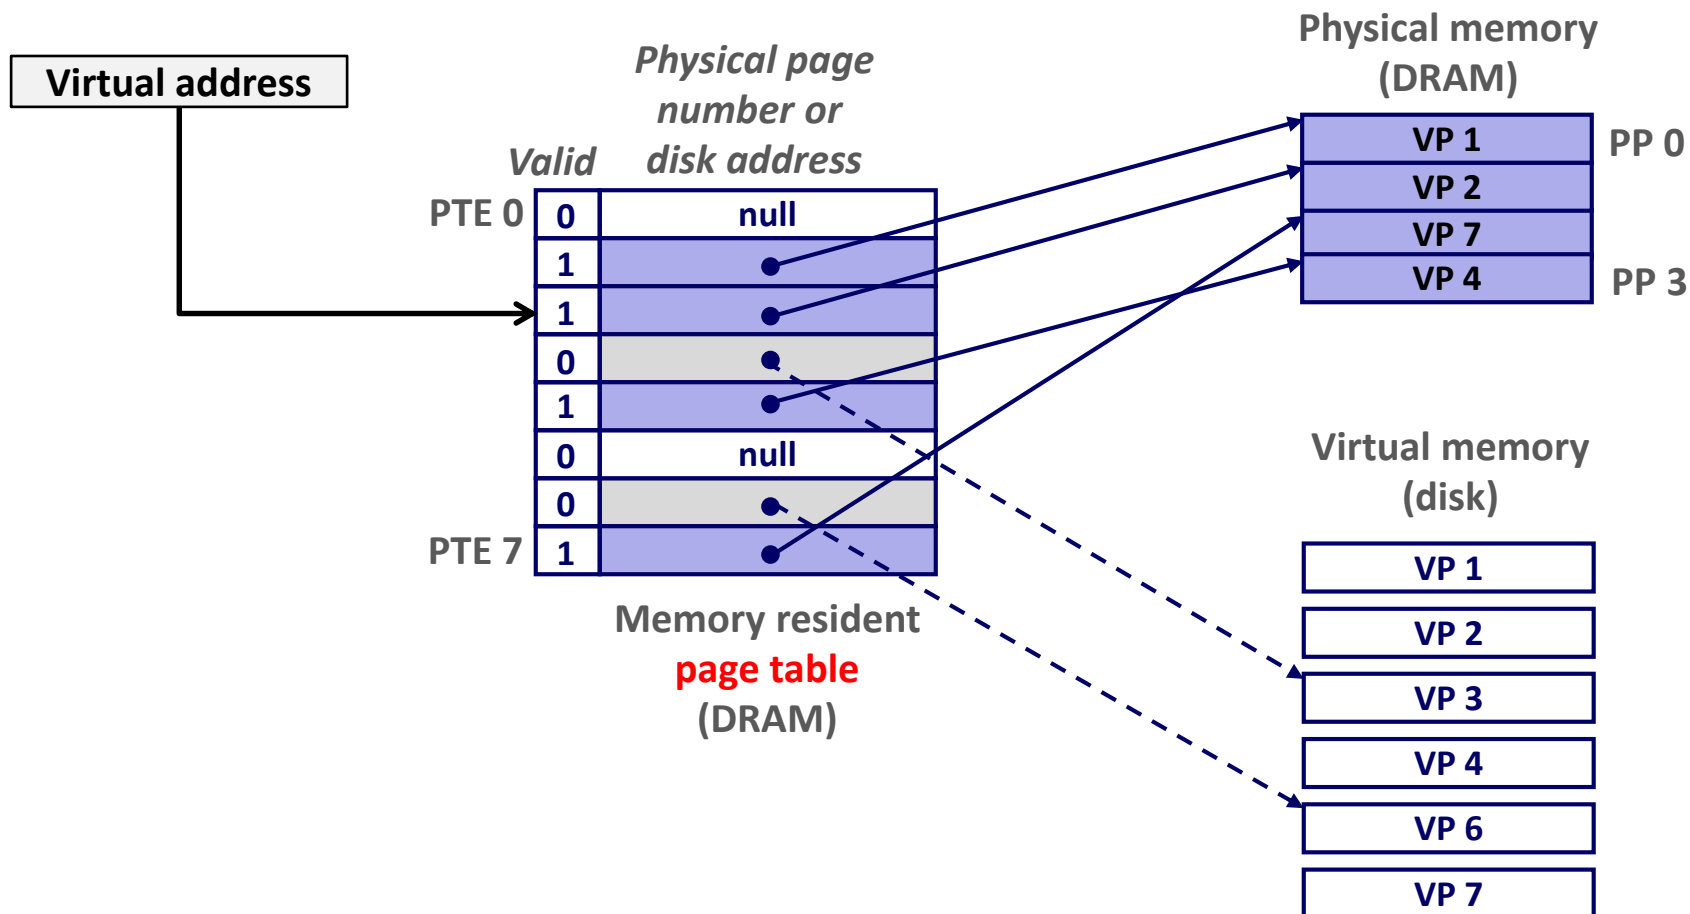 Virtual address
Physical page
number or
disk address
Valid
PTE 0
0
null
1
1
0
1
0
null
0
PTE 7
1
Memory resident
page table
(DRAM)
Physical memory
(DRAM)
VP 1
PP 0
VP 2
VP 7
VP 4
PP 3
Virtual memory
(disk)
VP 1
VP 2
VP 3
VP 4
VP 6
VP 7